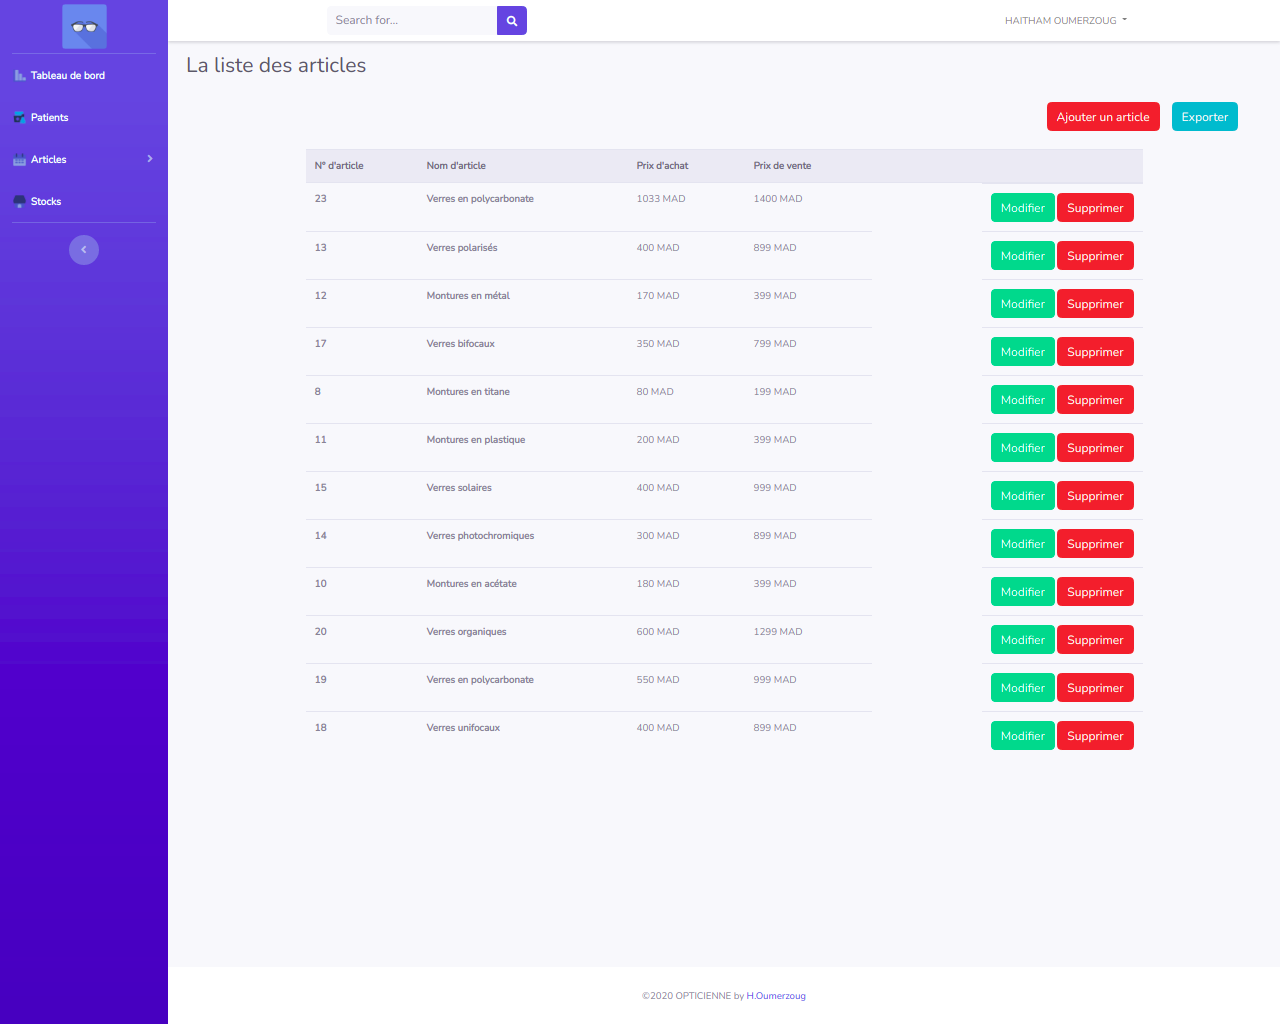 Search for...
HAITHAM OUMERZOUG
Tableau de bord
Patients
Articles
Stocks
La liste des articles
Ajouter un article Exporter
N° d'article Nom d'article Prix d'achat Prix de vente
23 Verres en polycarbonate 1033 MAD 1400 MAD Modifier Supprimer
13 Verres polarisés 400 MAD 899 MAD Modifier Supprimer
12 Montures en métal 170 MAD 399 MAD Modifier Supprimer
17 Verres bifocaux 350 MAD 799 MAD Modifier Supprimer
8 Montures en titane 80 MAD 199 MAD Modifier Supprimer
11 Montures en plastique 200 MAD 399 MAD Modifier Supprimer
15 Verres solaires 400 MAD 999 MAD Modifier Supprimer
14 Verres photochromiques 300 MAD 899 MAD Modifier Supprimer
10 Montures en acétate 180 MAD 399 MAD Modifier Supprimer
20 Verres organiques 600 MAD 1299 MAD Modifier Supprimer
19 Verres en polycarbonate 550 MAD 999 MAD Modifier Supprimer
18 Verres unifocaux 400 MAD 899 MAD Modifier Supprimer
©2020 OPTICIENNE by H.Oumerzoug